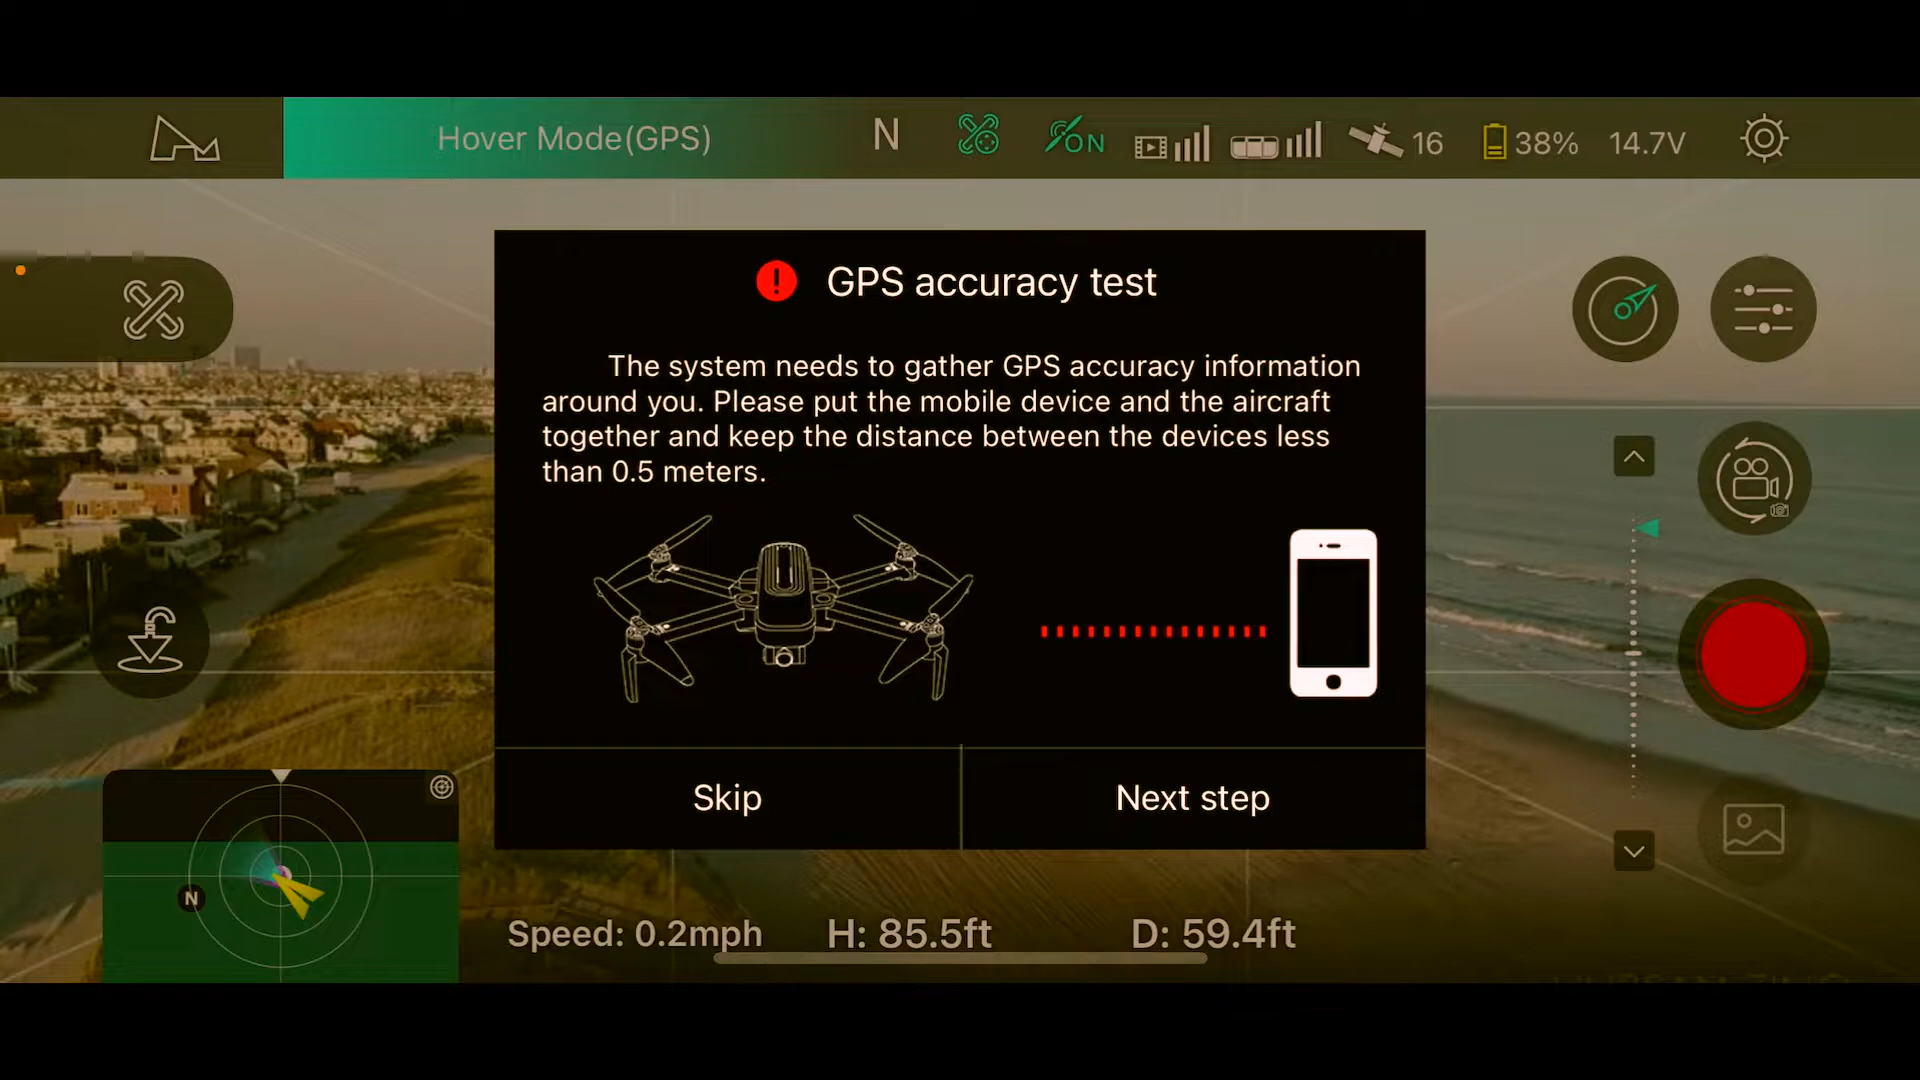 Hover Mode(GPS) N ON 16 38% 14.7V
GPS accuracy test
The system needs to gather GPS accuracy information
around you. Please put the mobile device and the aircraft
together and keep the distance between the devices less
than 0.5 meters.
Skip Next step
N
Speed: 0.2mph H: 85.5ft D: 59.4ft